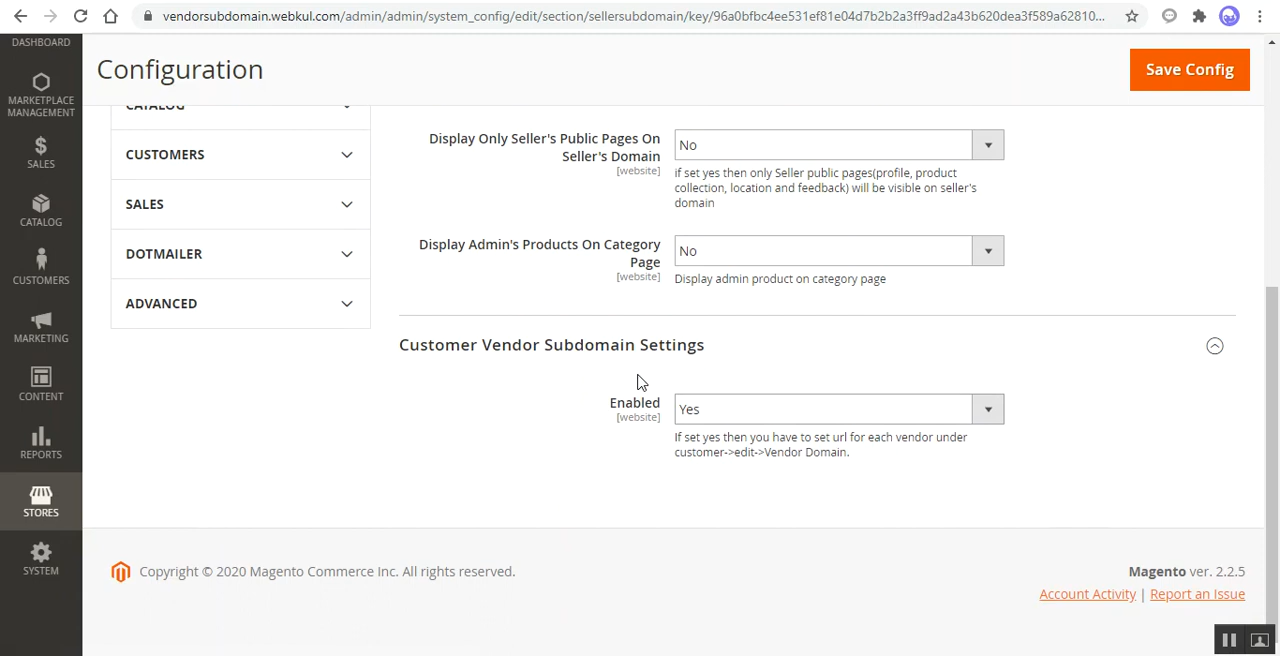 vendorsubdomain.webkul.com/admin/admin/system_config/edit/section/sellersubdomain/key/96a0bfbc4ee531ef81e04d7b2b2a3ff9ad2a43b620dea3f589a62810...
DASHBOARD
MARKETPLACE
MANAGEMENT
SALES
CATALOG
CUSTOMERS
MARKETING
CONTENT
REPORTS
STORES
SYSTEM
Configuration
Save Config
CATALOG
CUSTOMERS
SALES
DOTMAILER
ADVANCED
Display Only Seller's Public Pages On
Seller's Domain
[website]
No
if set yes then only Seller public pages(profile, product
collection, location and feedback) will be visible on seller's
domain
Display Admin's Products On Category
Page
[website]
No
Display admin product on category page
Customer Vendor Subdomain Settings
Enabled
[website]
Yes
If set yes then you have to set url for each vendor under
customer->edit->Vendor Domain.
Copyright © 2020 Magento Commerce Inc. All rights reserved.
Magento ver. 2.2.5
Account Activity | Report an Issue